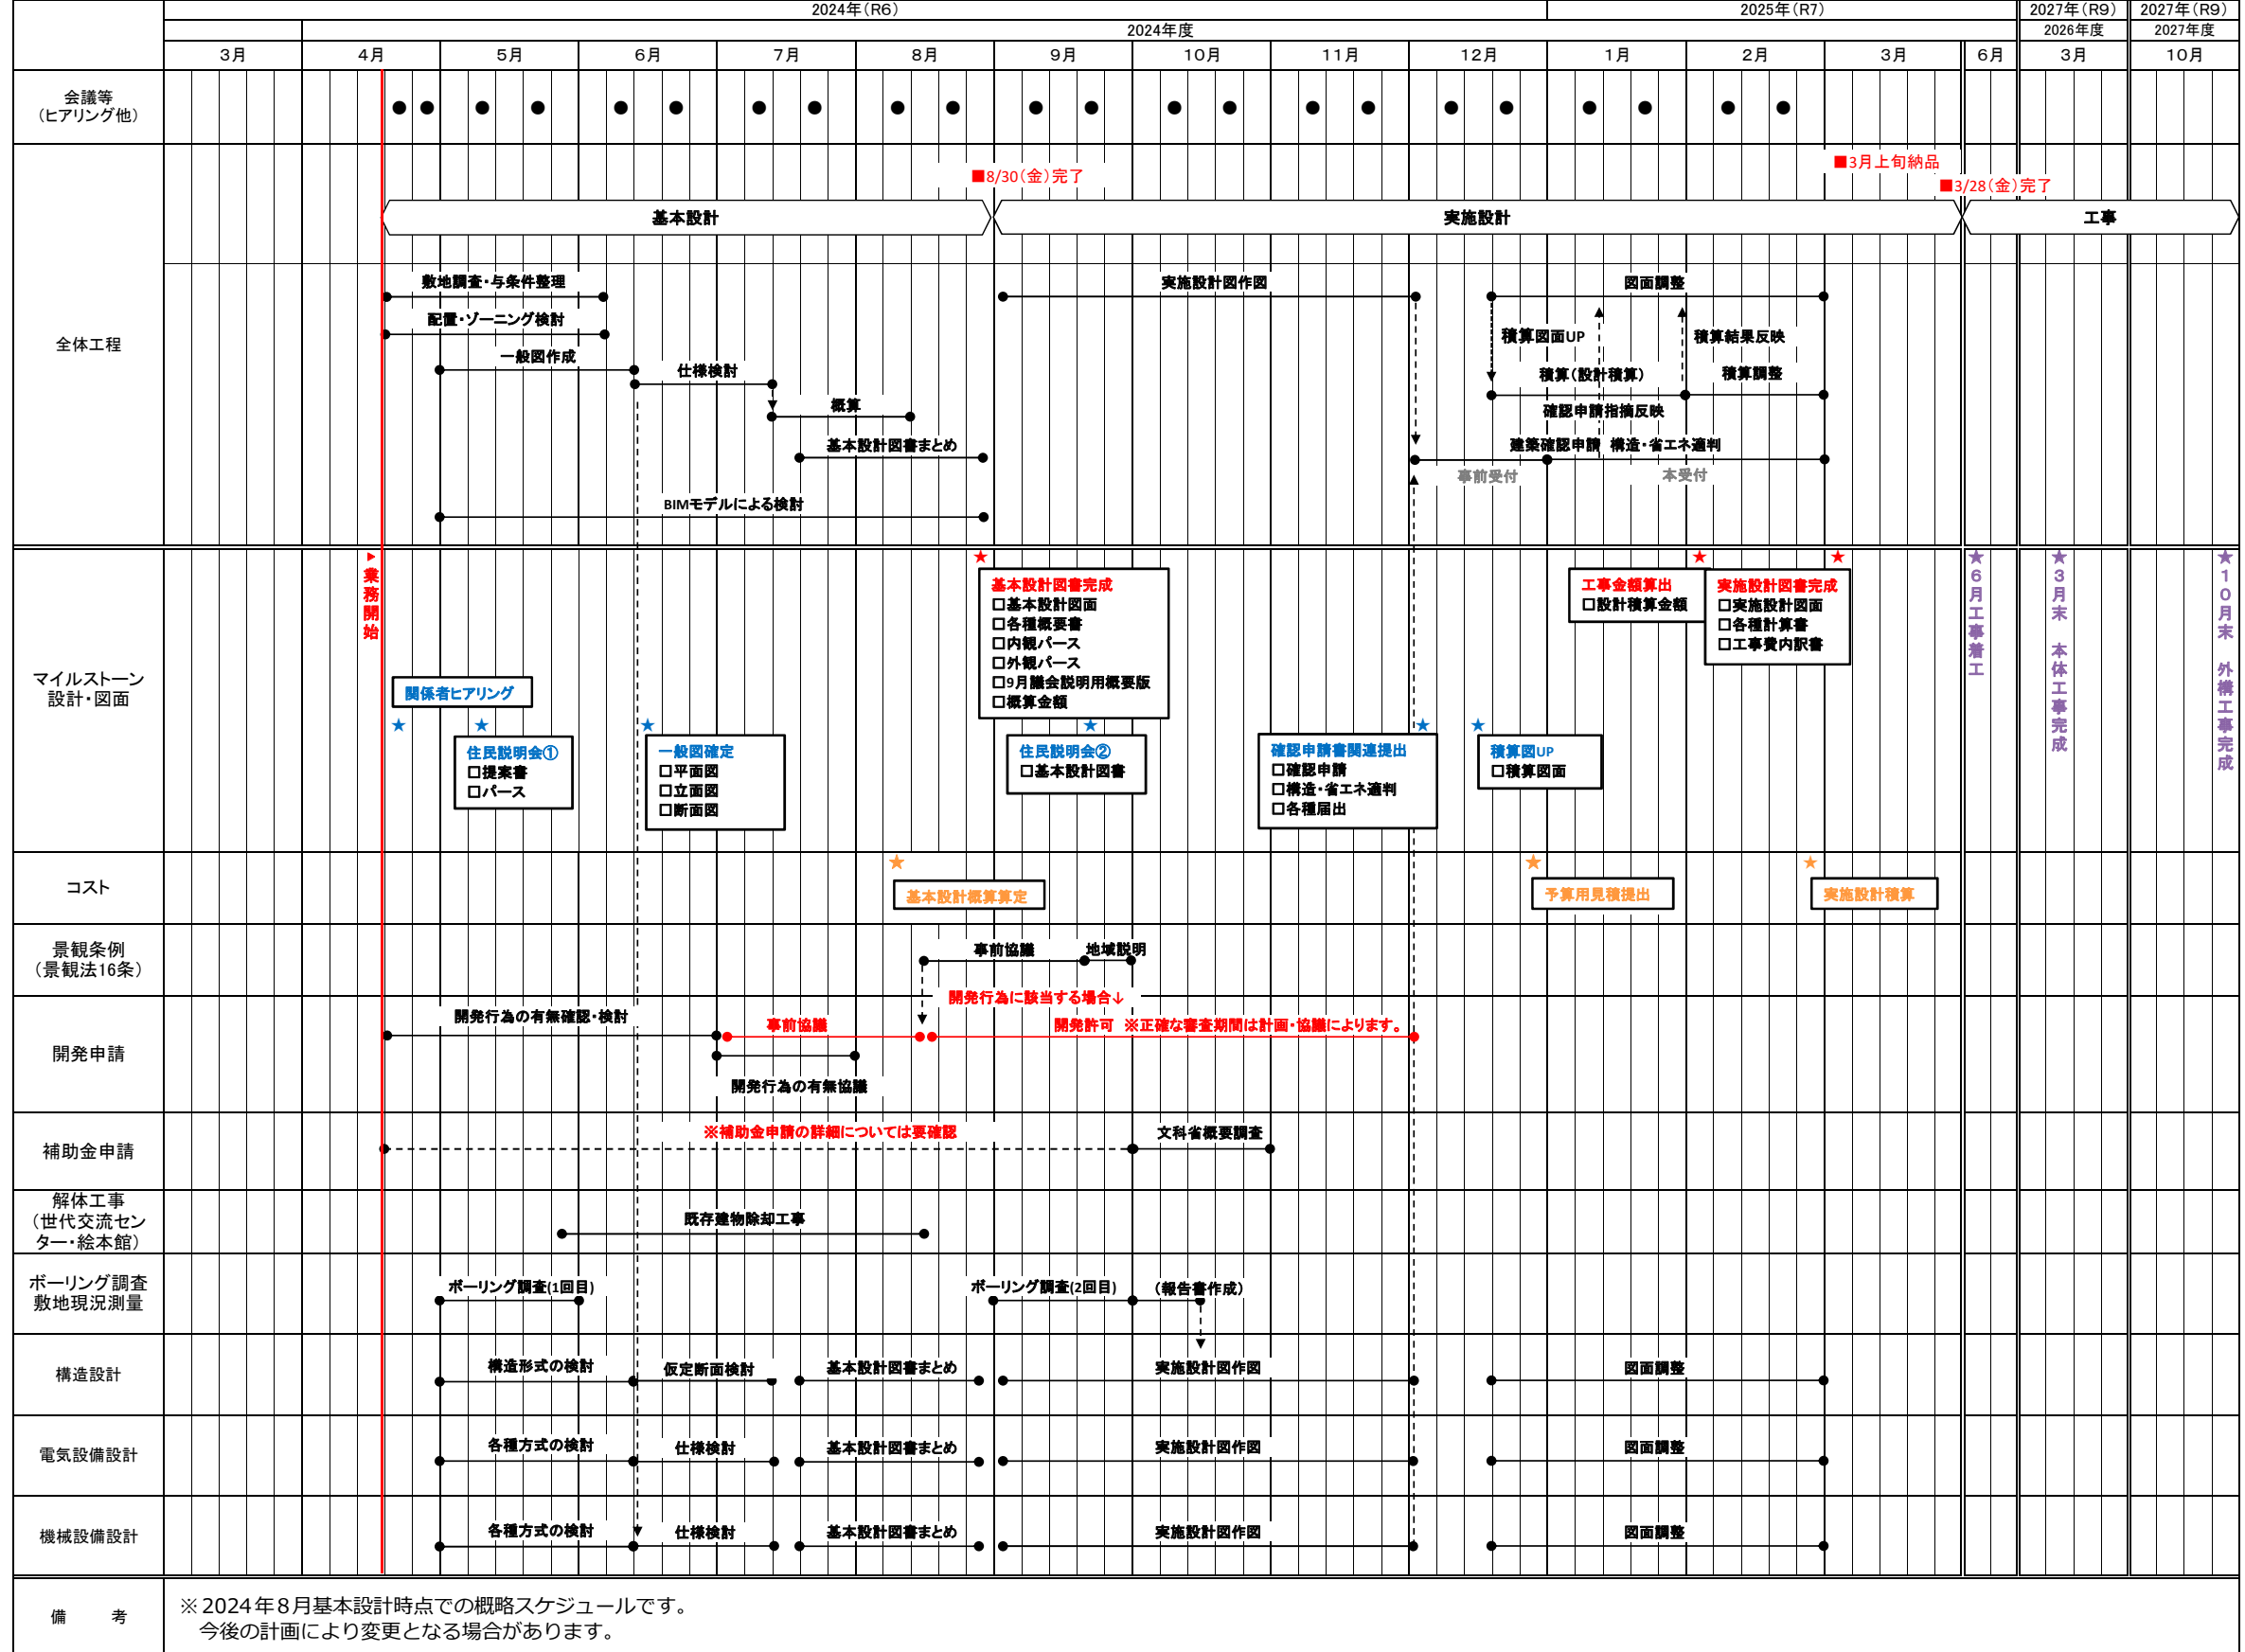 2024年（R6）
2025年（R7）
2027年（R9）
2027年（R9）
2024年度
2026年度
2027年度
3月
4月
5月
6月
7月
8月
9月
10月
11月
12月
1月
2月
3月
6月
3月
10月
会議等
（ヒアリング他）
■8/30（金）完了
■3月上旬納品
■3/28（金）完了
基本設計
実施設計
工事
全体工程
敷地調査・与条件整理
実施設計図作図
図面調整
配置・ゾーニング検討
積算図面UP
積算結果反映
一般図作成
仕様検討
積算（設計積算）
積算調整
概算
確認申請指摘反映
基本設計図書まとめ
建築確認申請　構造・省エネ適判
事前受付
本受付
BIMモデルによる検討
マイルストーン
設計・図面
▶業務開始
★
基本設計図書完成
□基本設計図面
□各種概要書
□内観パース
□外観パース
□9月議会説明用概要版
□概算金額
★
工事金額算出
□設計積算金額
★
実施設計図書完成
□実施設計図面
□各種計算書
□工事費内訳書
★6月工事着工
★3月末　本体工事完成
★10月末　外構工事完成
関係者ヒアリング
★
★
住民説明会①
□提案書
□パース
★
一般図確定
□平面図
□立面図
□断面図
★
住民説明会②
□基本設計図書
★
確認申請書関連提出
□確認申請
□構造・省エネ適判
□各種届出
★
積算図UP
□積算図面
コスト
★
基本設計概算算定
★
予算用見積提出
★
実施設計積算
景観条例
（景観法16条）
事前協議
地域説明
開発申請
開発行為に該当する場合↓
開発行為の有無確認・検討
事前協議
開発許可　※正確な審査期間は計画・協議によります。
開発行為の有無協議
補助金申請
※補助金申請の詳細については要確認
文科省概要調査
解体工事
（世代交流セン
ター・絵本館）
既存建物除却工事
ボーリング調査
敷地現況測量
ボーリング調査(1回目)
ボーリング調査(2回目)
（報告書作成）
構造設計
構造形式の検討
仮定断面検討
基本設計図書まとめ
実施設計図作図
図面調整
電気設備設計
各種方式の検討
仕様検討
基本設計図書まとめ
実施設計図作図
図面調整
機械設備設計
各種方式の検討
仕様検討
基本設計図書まとめ
実施設計図作図
図面調整
備　考
※2024年8月基本設計時点での概略スケジュールです。
今後の計画により変更となる場合があります。